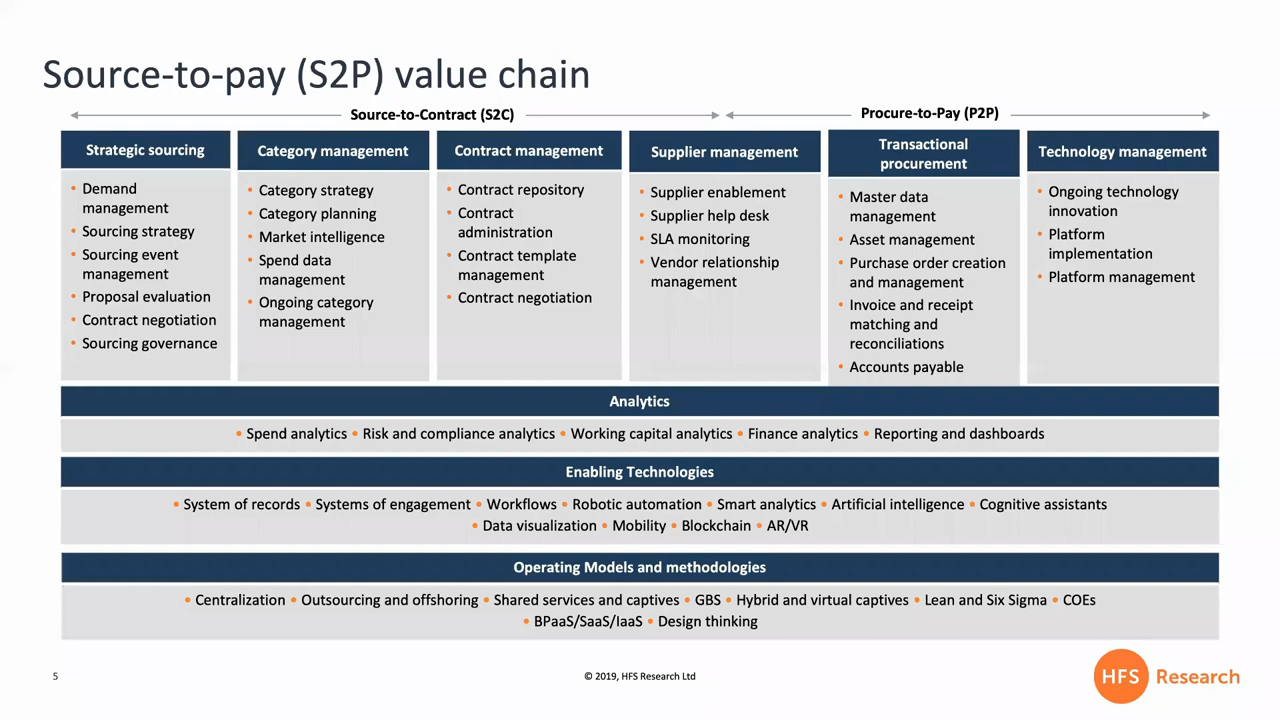 Source-to-pay (S2P) value chain
Source-to-Contract (S2C)
Procure-to-Pay (P2P)
Strategic sourcing
• Demand
management
• Sourcing strategy
• Sourcing event
management
• Proposal evaluation
• Contract negotiation
• Sourcing governance
Category management
• Category strategy
• Category planning
• Market intelligence
• Spend data
management
• Ongoing category
management
Contract management
• Contract repository
• Contract
administration
• Contract template
management
• Contract negotiation
Supplier management
• Supplier enablement
• Supplier help desk
• SLA monitoring
• Vendor relationship
management
Transactional
procurement
• Master data
management
• Asset management
• Purchase order creation
and management
• Invoice and receipt
matching and
reconciliations
• Accounts payable
Technology management
• Ongoing technology
innovation
• Platform
implementation
• Platform management
Analytics
• Spend analytics • Risk and compliance analytics • Working capital analytics • Finance analytics • Reporting and dashboards
Enabling Technologies
• System of records • Systems of engagement • Workflows • Robotic automation • Smart analytics • Artificial intelligence • Cognitive assistants
• Data visualization • Mobility • Blockchain • AR/VR
Operating Models and methodologies
• Centralization • Outsourcing and offshoring • Shared services and captives • GBS • Hybrid and virtual captives • Lean and Six Sigma • COEs
• BPaaS/SaaS/IaaS • Design thinking
5
© 2019, HFS Research Ltd
HFS Research